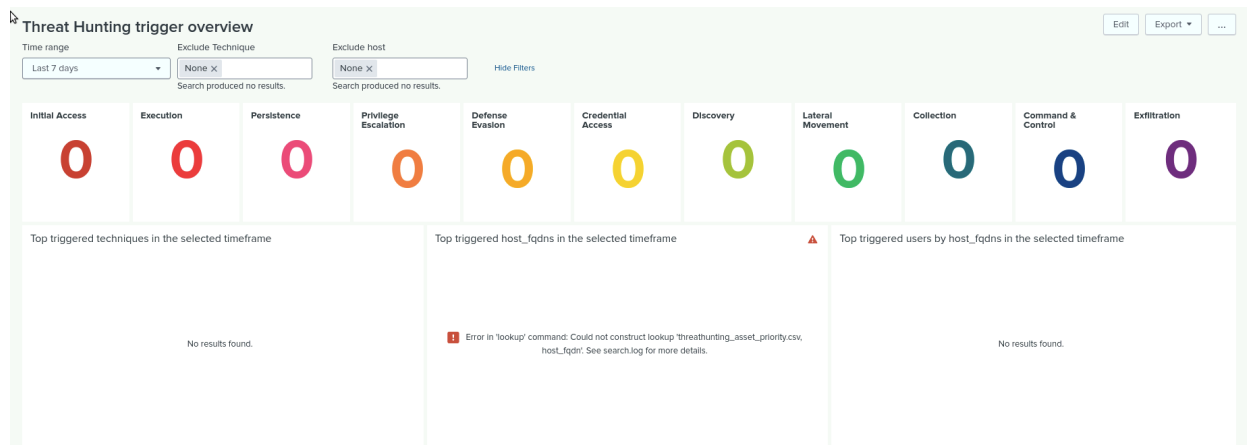 Threat Hunting trigger overview
Edit
Export
...
Time range
Exclude Technique
Exclude host
Last 7 days
None ×
None ×
Hide Filters
Search produced no results.
Search produced no results.
Initial Access
Execution
Persistence
Privilege
Escalation
Defense
Evasion
Credential
Access
Discovery
Lateral
Movement
Collection
Command &
Control
Exfiltration
0
0
0
0
0
0
0
0
0
0
0
Top triggered techniques in the selected timeframe
Top triggered host_fqdns in the selected timeframe
Top triggered users by host_fqdns in the selected timeframe
No results found.
Error in 'lookup' command: Could not construct lookup 'threathunting_asset_priority.csv,
host_fqdn'. See search.log for more details.
No results found.